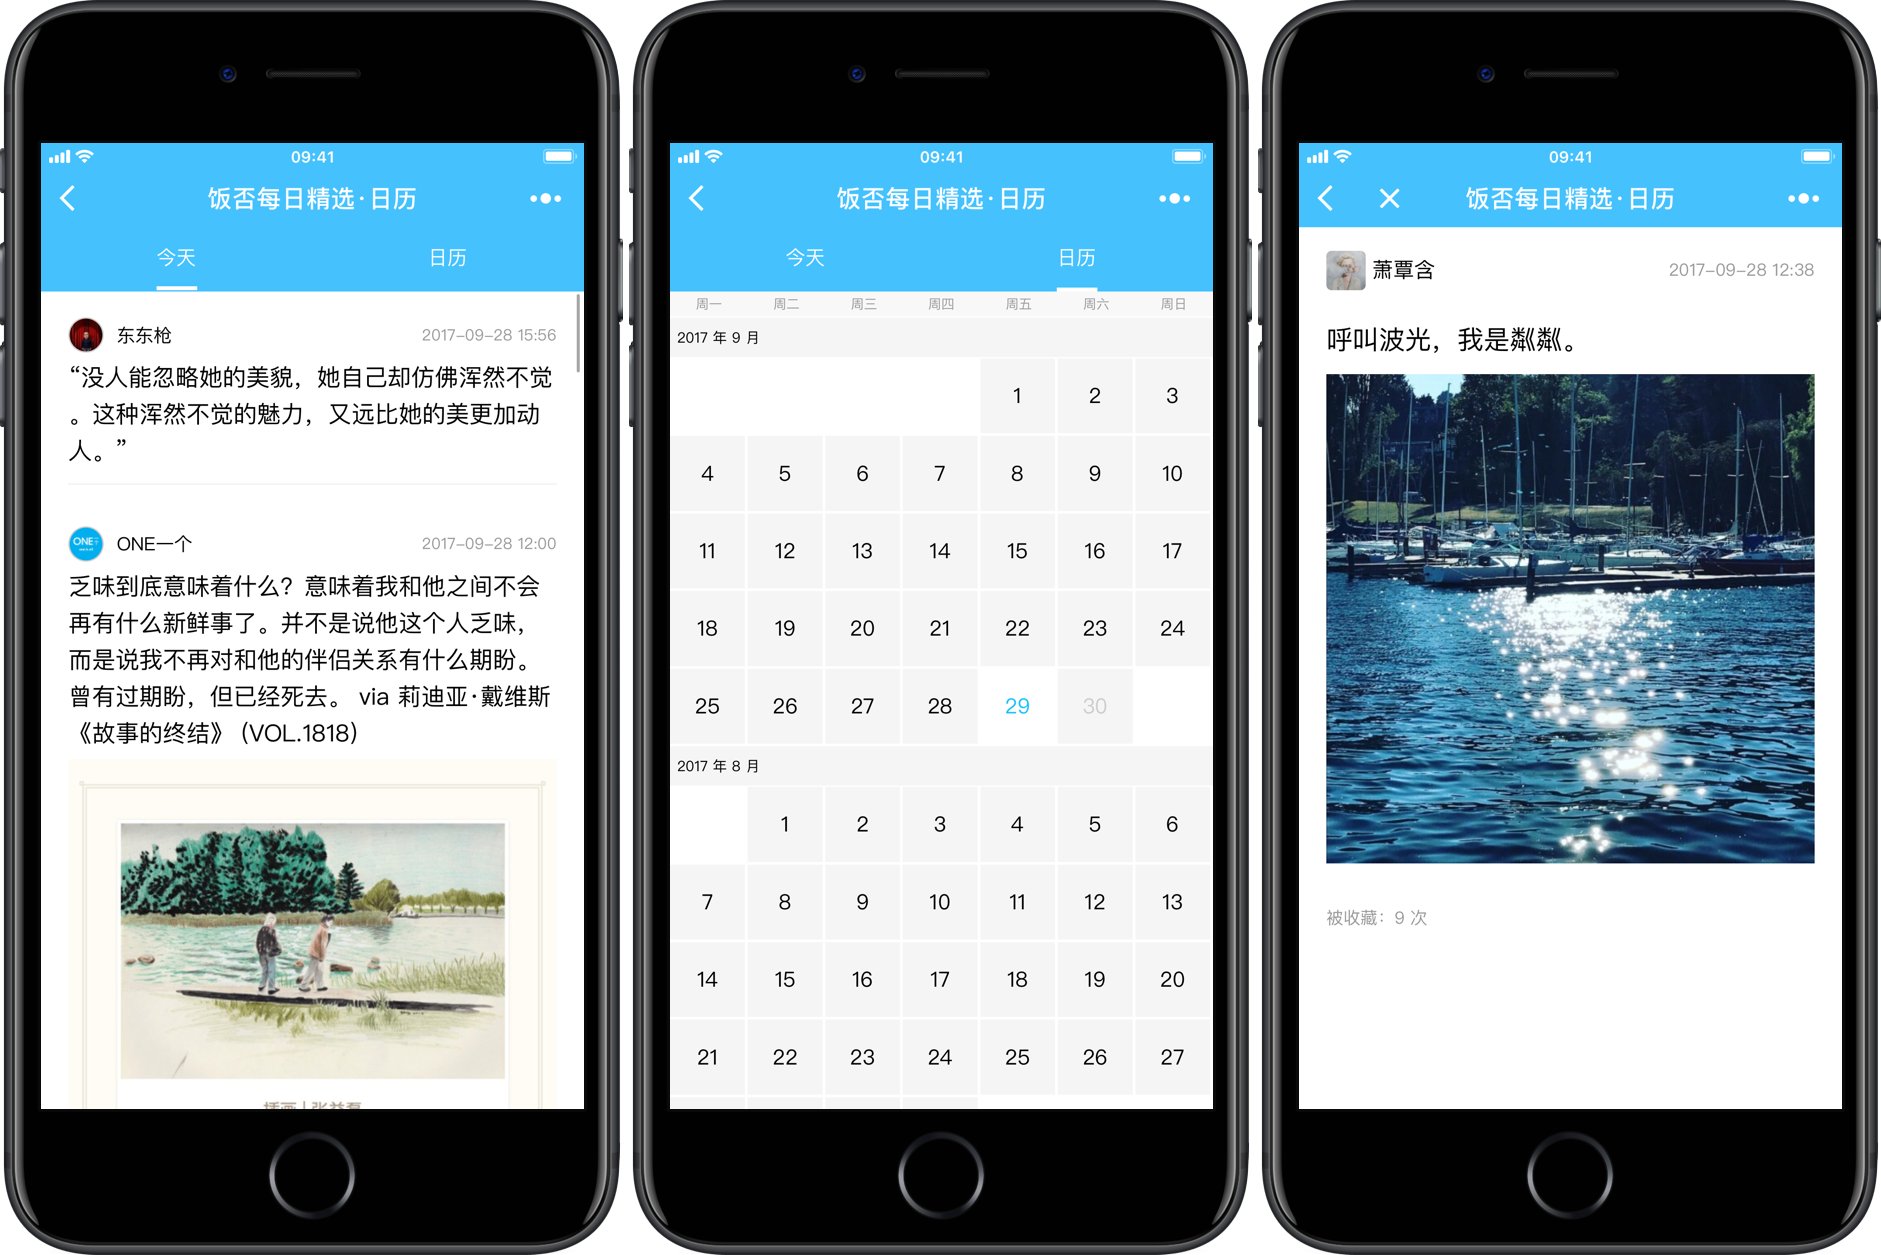 09:41
饭否每日精选·日历
今天
日历
东东枪
2017-09-28 15:56
“没人能忽略她的美貌，她自己却仿佛浑然不觉
。这种浑然不觉的魅力，又远比她的美更加动
人。”
ONE一个
2017-09-28 12:00
乏味到底意味着什么？意味着我和他之间不会
再有什么新鲜事了。并不是说他这个人乏味，
而是说我不再对和他的伴侣关系有什么期盼。
曾有过期盼，但已经死去。 via 莉迪亚·戴维斯
《故事的终结》 (VOL.1818)
09:41
饭否每日精选·日历
今天
日历
周一 周二 周三 周四 周五 周六 周日
2017 年 9 月
1 2 3
4 5 6 7 8 9 10
11 12 13 14 15 16 17
18 19 20 21 22 23 24
25 26 27 28 29 30
2017 年 8 月
1 2 3 4 5 6
7 8 9 10 11 12 13
14 15 16 17 18 19 20
21 22 23 24 25 26 27
09:41
饭否每日精选·日历
萧覃含
2017-09-28 12:38
呼叫波光，我是粼粼。
被收藏：9 次